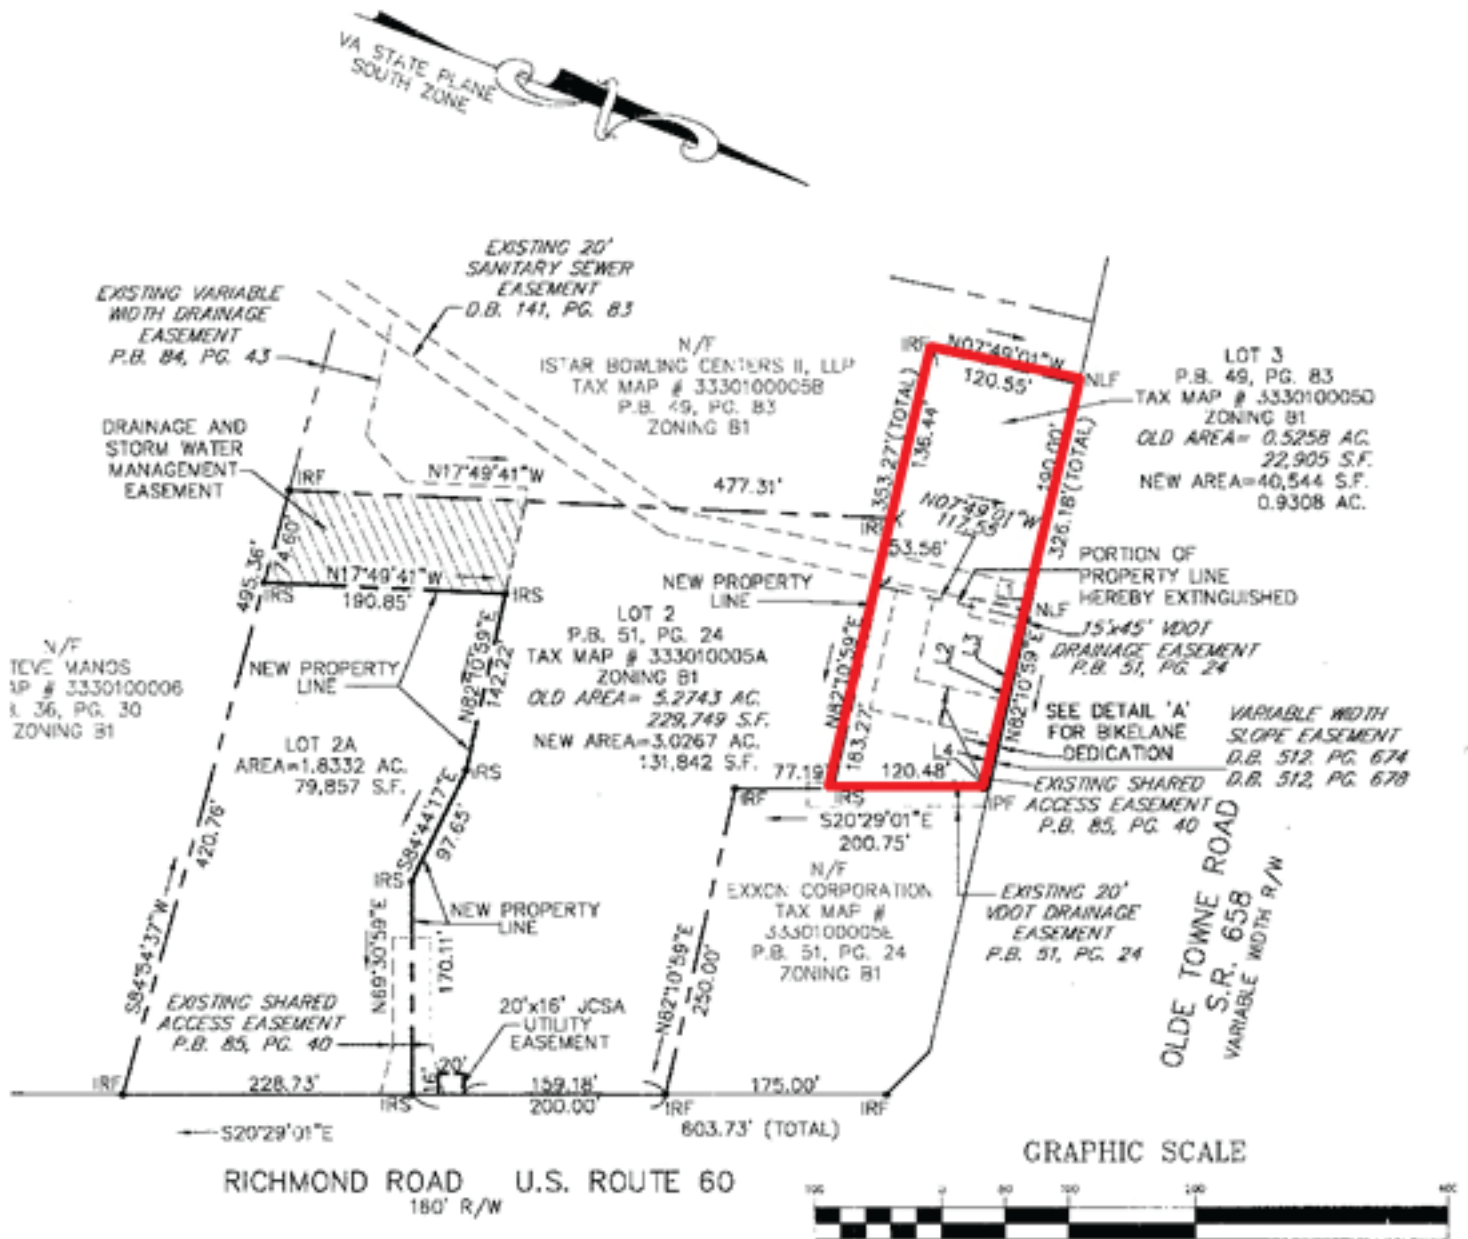 VA STATE PLANE
SOUTH ZONE
EXISTING 20'
SANITARY SEWER
EASEMENT
D.B. 141, PG. 83
EXISTING VARIABLE
WIDTH DRAINAGE
EASEMENT
P.B. 84, PG. 43
N/F
ISTAR BOWLING CENTERS II, LLP
TAX MAP # 3330100005B
P.B. 49, PG. 83
ZONING B1
IRF
N07°49'01"W
120.55'
NLF
LOT 3
P.B. 49, PG. 83
TAX MAP # 3330100005D
ZONING B1
OLD AREA= 0.5258 AC.
22,905 S.F.
NEW AREA=40,544 S.F.
0.9308 AC.
353.27'(TOTAL)
136.44'
190.00'
326.18'(TOTAL)
DRAINAGE AND
STORM WATER
MANAGEMENT
EASEMENT
IRF
N17°49'41"W
477.31'
N07°49'01"W
117.55'
53.56'
74.60'
495.36'
N17°49'41"W
190.85'
IRS
IRS
NEW PROPERTY
LINE
PORTION OF
PROPERTY LINE
HEREBY EXTINGUISHED
NLF
15'x45' VDOT
DRAINAGE EASEMENT
P.B. 51, PG. 24
N/F
3330100006
36, PG. 30
ZONING B1
NEW PROPERTY
LINE
N82°10'59"E
142.22'
LOT 2
P.B. 51, PG. 24
TAX MAP # 333010005A
ZONING B1
OLD AREA= 5.2743 AC.
229,749 S.F.
NEW AREA=3.0267 AC.
131,842 S.F.
N82°10'59"E
183.27'
L2
L3
L4
N82°10'59"E
SEE DETAIL 'A'
FOR BIKELANE
DEDICATION
VARIABLE WIDTH
SLOPE EASEMENT
D.B. 512, PG. 674
D.B. 512, PG. 678
LOT 2A
AREA=1.8332 AC.
79,857 S.F.
IRS
S84°44'17"E
97.65'
77.19'
120.48'
IRF
IRS
IPF
EXISTING SHARED
ACCESS EASEMENT
P.B. 85, PG. 40
S20°29'01"E
200.75'
420.76'
S84°54'37"W
IRS
NEW PROPERTY
LINE
N69°30'59"E
170.11'
N/F
EXXON CORPORATION
TAX MAP #
3330100005E
P.B. 51, PG. 24
ZONING B1
EXISTING 20'
VDOT DRAINAGE
EASEMENT
P.B. 51, PG. 24
N82°10'59"E
250.00'
OLDE TOWNE ROAD
S.R. 658
VARIABLE WIDTH R/W
EXISTING SHARED
ACCESS EASEMENT
P.B. 85, PG. 40
20'x16' JCSA
UTILITY
EASEMENT
20'
16'
IRF
228.73'
IRS
159.18'
200.00'
IRF
175.00'
IRF
603.73' (TOTAL)
S20°29'01"E
RICHMOND ROAD U.S. ROUTE 60
160' R/W
GRAPHIC SCALE